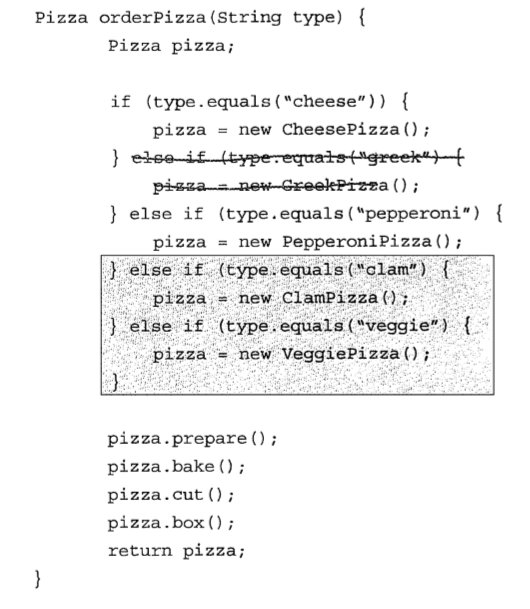 Pizza orderPizza(String type) {
Pizza pizza;
if (type.equals("cheese")) {
pizza = new CheesePizza();
} else if (type.equals("greek") {
pizza = new GreekPizza();
} else if (type.equals("pepperoni") {
pizza = new PepperoniPizza();
} else if (type.equals("clam") {
pizza = new ClamPizza();
} else if (type.equals("veggie") {
pizza = new VeggiePizza();
}
pizza.prepare();
pizza.bake();
pizza.cut();
pizza.box();
return pizza;
}